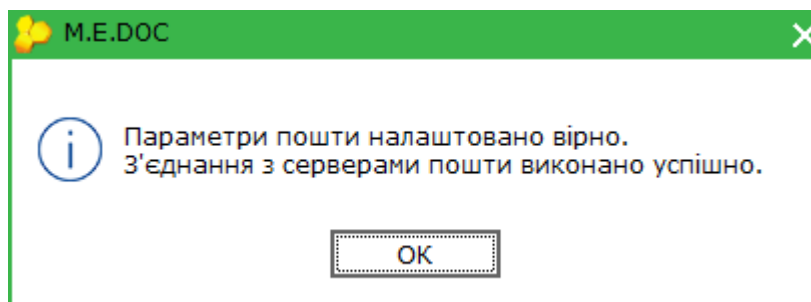 M.E.DOC
Параметри пошти налаштовано вірно.
З'єднання з серверами пошти виконано успішно.
OK